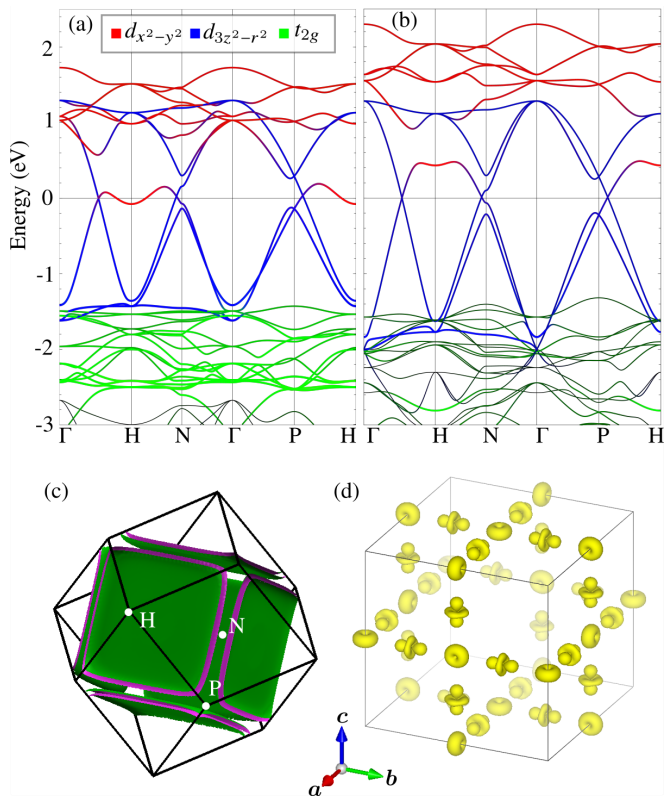 (a) d_{x²−y²} d_{3z²−r²} t_{2g}
(b)
Energy (eV)
2
1
0
-1
-2
-3
Γ H N Γ P H
Γ H N Γ P H
(c)
(d)
H
N
P
c
a
b